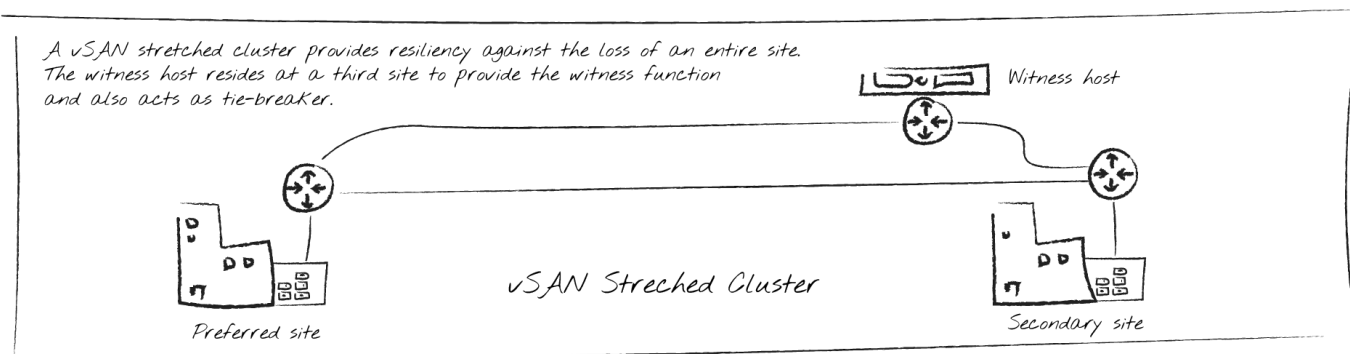 A vSAN stretched cluster provides resiliency against the loss of an entire site.
The witness host resides at a third site to provide the witness function
and also acts as tie-breaker.
Witness host
vSAN Streched Cluster
Preferred site
Secondary site